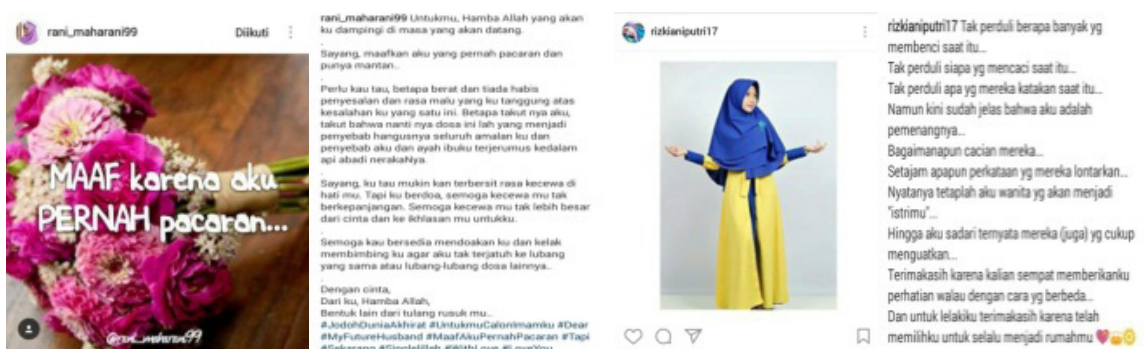 rani_maharani99
Diikuti
MAAF karena aku
PERNAH pacaran...
@rani_maharani99
rani_maharani99 Untukmu, Hamba Allah yang akan
ku dampingi di masa yang akan datang.
.
Sayang, maafkan aku yang pernah pacaran dan
punya mantan..
.
Perlu kau tau, betapa berat dan tiada habis
penyesalan dan rasa malu yang ku tanggung atas
kesalahan ku yang satu ini. Betapa takut nya aku,
takut bahwa nanti nya dosa ini lah yang menjadi
penyebab hangusnya seluruh amalan ku dan
penyebab aku dan ayah ibuku terjerumus kedalam
api abadi nerakaNya.
.
Sayang, ku tau mukin kan terbersit rasa kecewa di
hati mu. Tapi ku berdoa, semoga kecewa mu tak
berkepanjangan. Semoga kecewa mu tak lebih besar
dari cinta dan ke ikhlasan mu untukku.
.
Semoga kau bersedia mendoakan ku dan kelak
membimbing ku agar aku tak terjatuh ke lubang
yang sama atau lubang-lubang dosa lainnya..
.
Dengan cinta,
Dari ku, Hamba Allah,
Bentuk lain dari tulang rusuk mu..
#JodohDuniaAkhirat #UntukmuCalonImamku #Dear
#MyFutureHusband #MaafAkuPernahPacaran #Tapi
#Sekarang #Singlelillah #WithLove #ILoveYou
rizkianiputri17
rizkianiputri17 Tak perduli berapa banyak yg
membenci saat itu...
Tak perduli siapa yg mencaci saat itu...
Tak perduli apa yg mereka katakan saat itu...
Namun kini sudah jelas bahwa aku adalah
pemenangnya...
Bagaimanapun cacian mereka...
Setajam apapun perkataan yg mereka lontarkan...
Nyatanya tetaplah aku wanita yg akan menjadi
"istrimu"...
Hingga aku sadari ternyata mereka (juga) yg cukup
menguatkan...
Terimakasih karena kalian sempat memberikanku
perhatian walau dengan cara yg berbeda...
Dan untuk lelakiku terimakasih karena telah
memilihku untuk selalu menjadi rumahmu